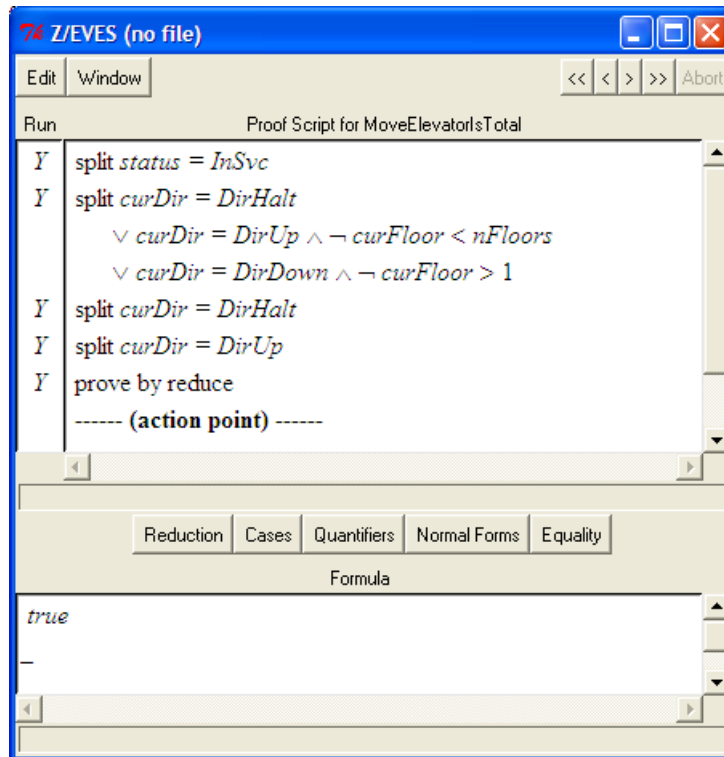 Z/EVES (no file)
Edit Window << < > >> Abort
Run Proof Script for MoveElevatorIsTotal
Y split status = InSvc
Y split curDir = DirHalt
∨ curDir = DirUp ∧ ¬ curFloor < nFloors
∨ curDir = DirDown ∧ ¬ curFloor > 1
Y split curDir = DirHalt
Y split curDir = DirUp
Y prove by reduce
------ (action point) ------
Reduction Cases Quantifiers Normal Forms Equality
Formula
true